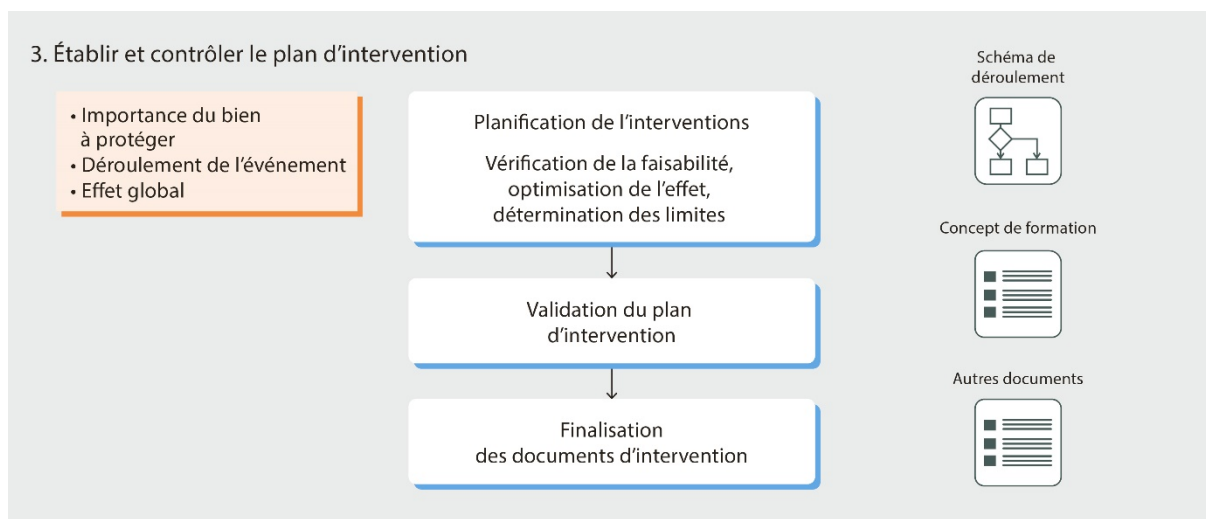 3. Établir et contrôler le plan d’intervention
• Importance du bien
à protéger
• Déroulement de l’événement
• Effet global
Planification de l’interventions
Vérification de la faisabilité,
optimisation de l’effet,
détermination des limites
Validation du plan
d’intervention
Finalisation
des documents d’intervention
Schéma de
déroulement
Concept de formation
Autres documents